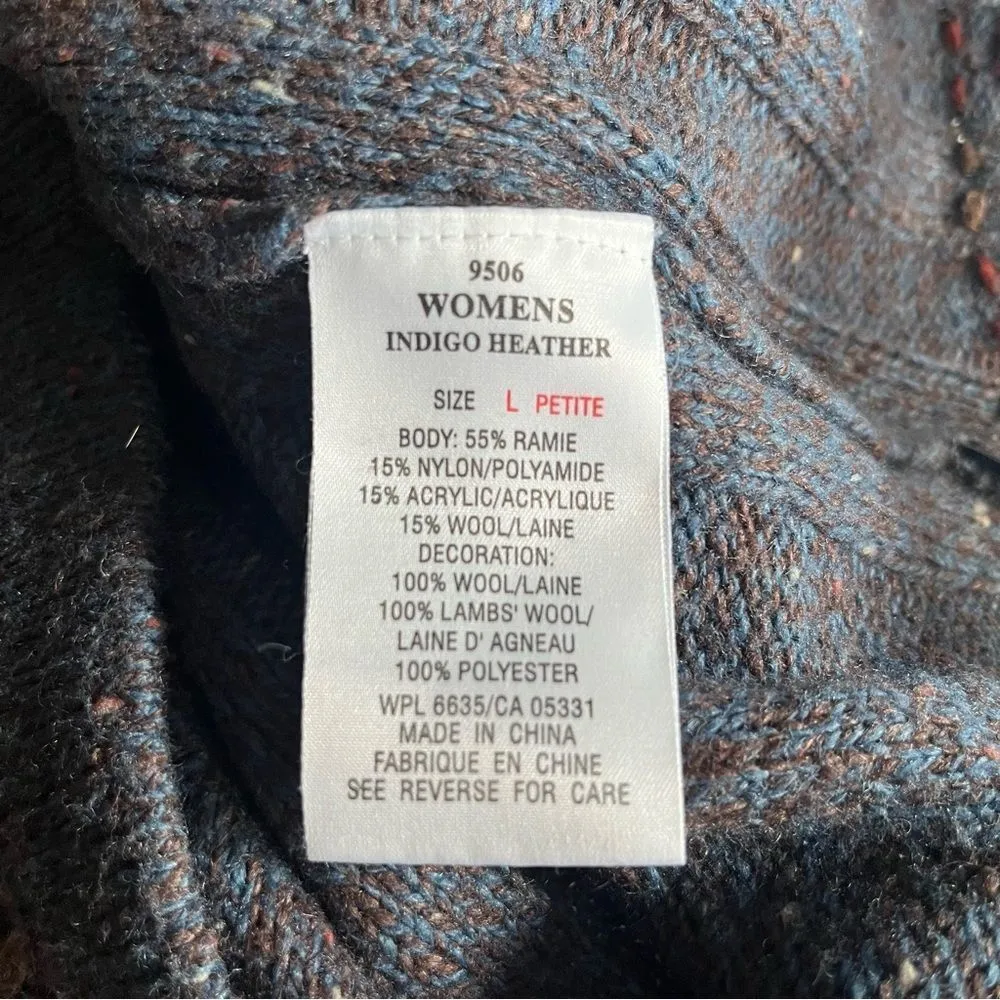 9506
WOMENS
INDIGO HEATHER
SIZE L PETITE
BODY: 55% RAMIE
15% NYLON/POLYAMIDE
15% ACRYLIC/ACRYLIQUE
15% WOOL/LAINE
DECORATION:
100% WOOL/LAINE
100% LAMBS' WOOL/
LAINE D' AGNEAU
100% POLYESTER
WPL 6635/CA 05331
MADE IN CHINA
FABRIQUE EN CHINE
SEE REVERSE FOR CARE